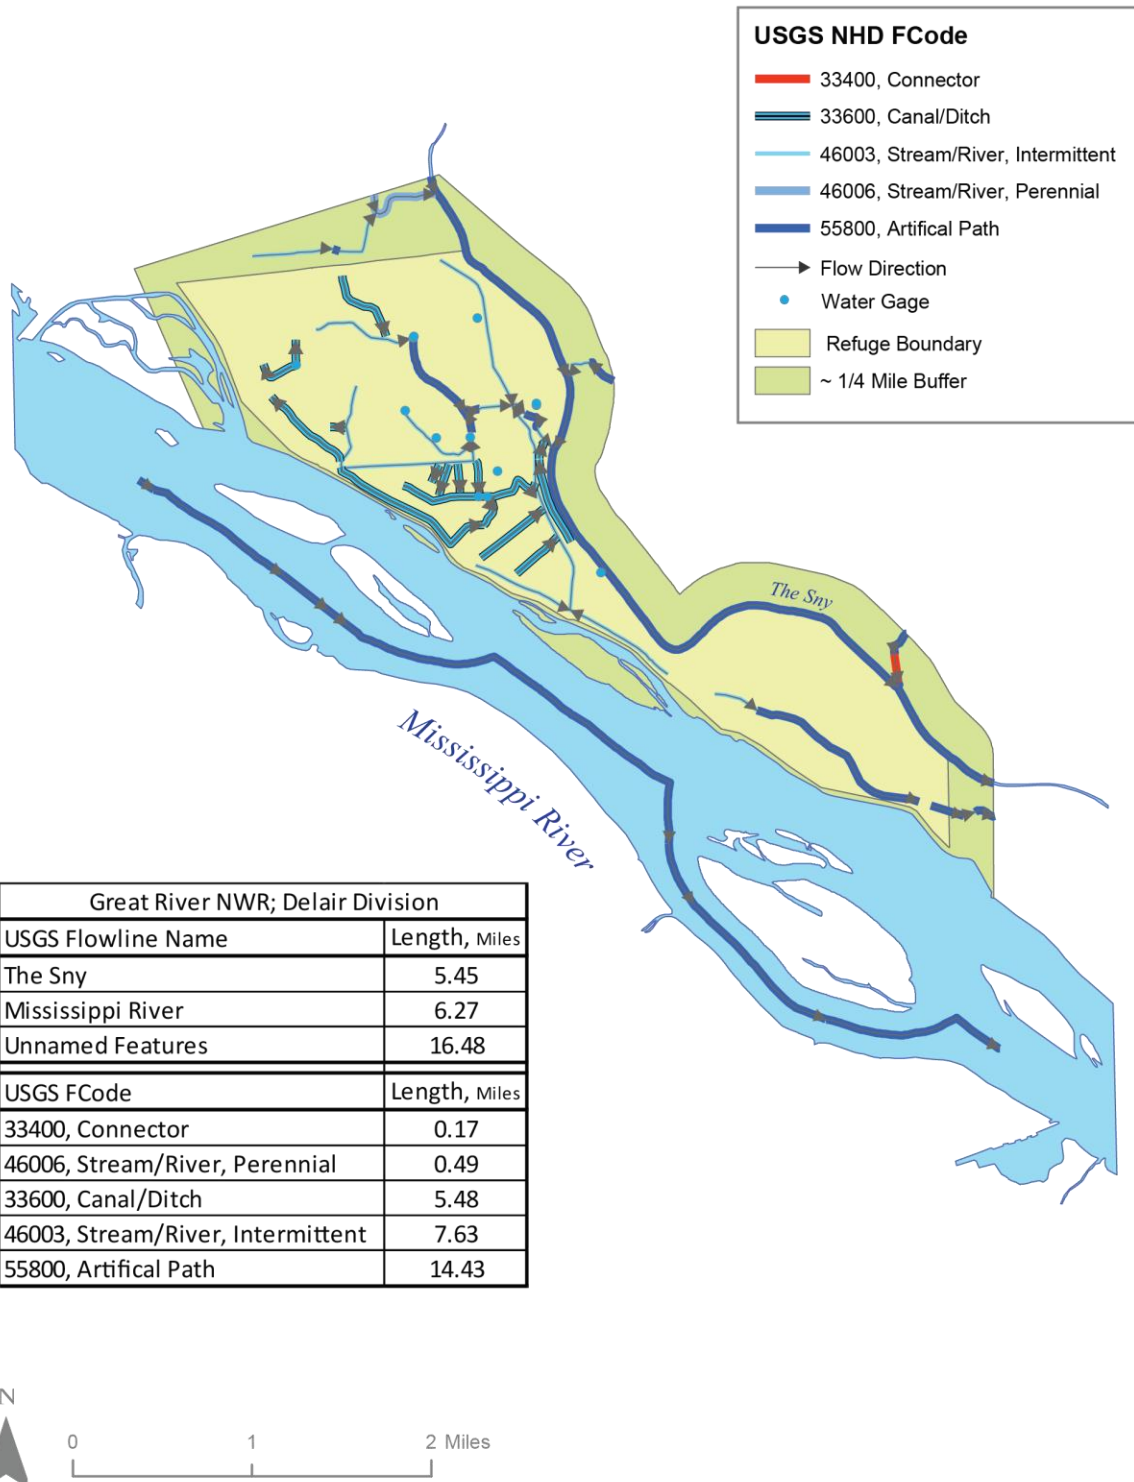 USGS NHD FCode
33400, Connector
33600, Canal/Ditch
46003, Stream/River, Intermittent
46006, Stream/River, Perennial
55800, Artifical Path
Flow Direction
Water Gage
Refuge Boundary
~ 1/4 Mile Buffer
The Sny
Mississippi River
Great River NWR; Delair Division
USGS Flowline Name Length, Miles
The Sny 5.45
Mississippi River 6.27
Unnamed Features 16.48
USGS FCode Length, Miles
33400, Connector 0.17
46006, Stream/River, Perennial 0.49
33600, Canal/Ditch 5.48
46003, Stream/River, Intermittent 7.63
55800, Artifical Path 14.43
N
0 1 2 Miles